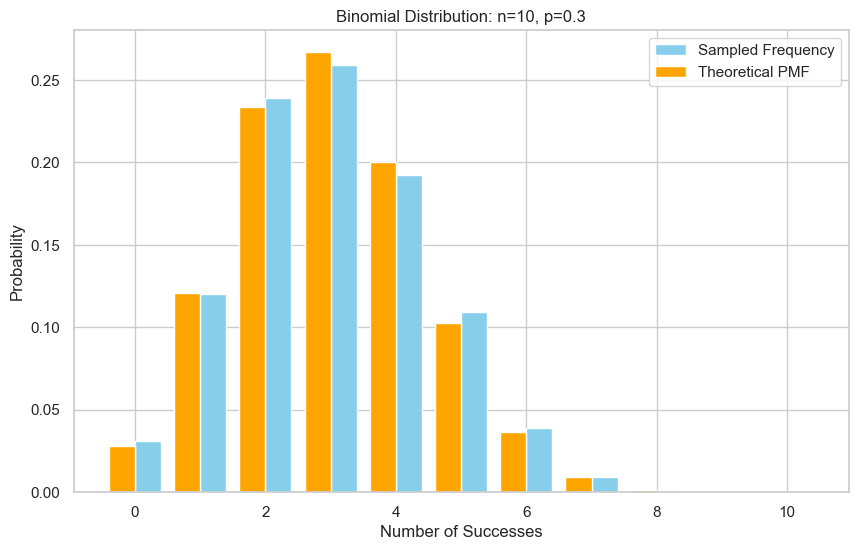 Binomial Distribution: n=10, p=0.3
Sampled Frequency
Theoretical PMF
Probability
0.25
0.20
0.15
0.10
0.05
0.00
0 2 4 6 8 10
Number of Successes